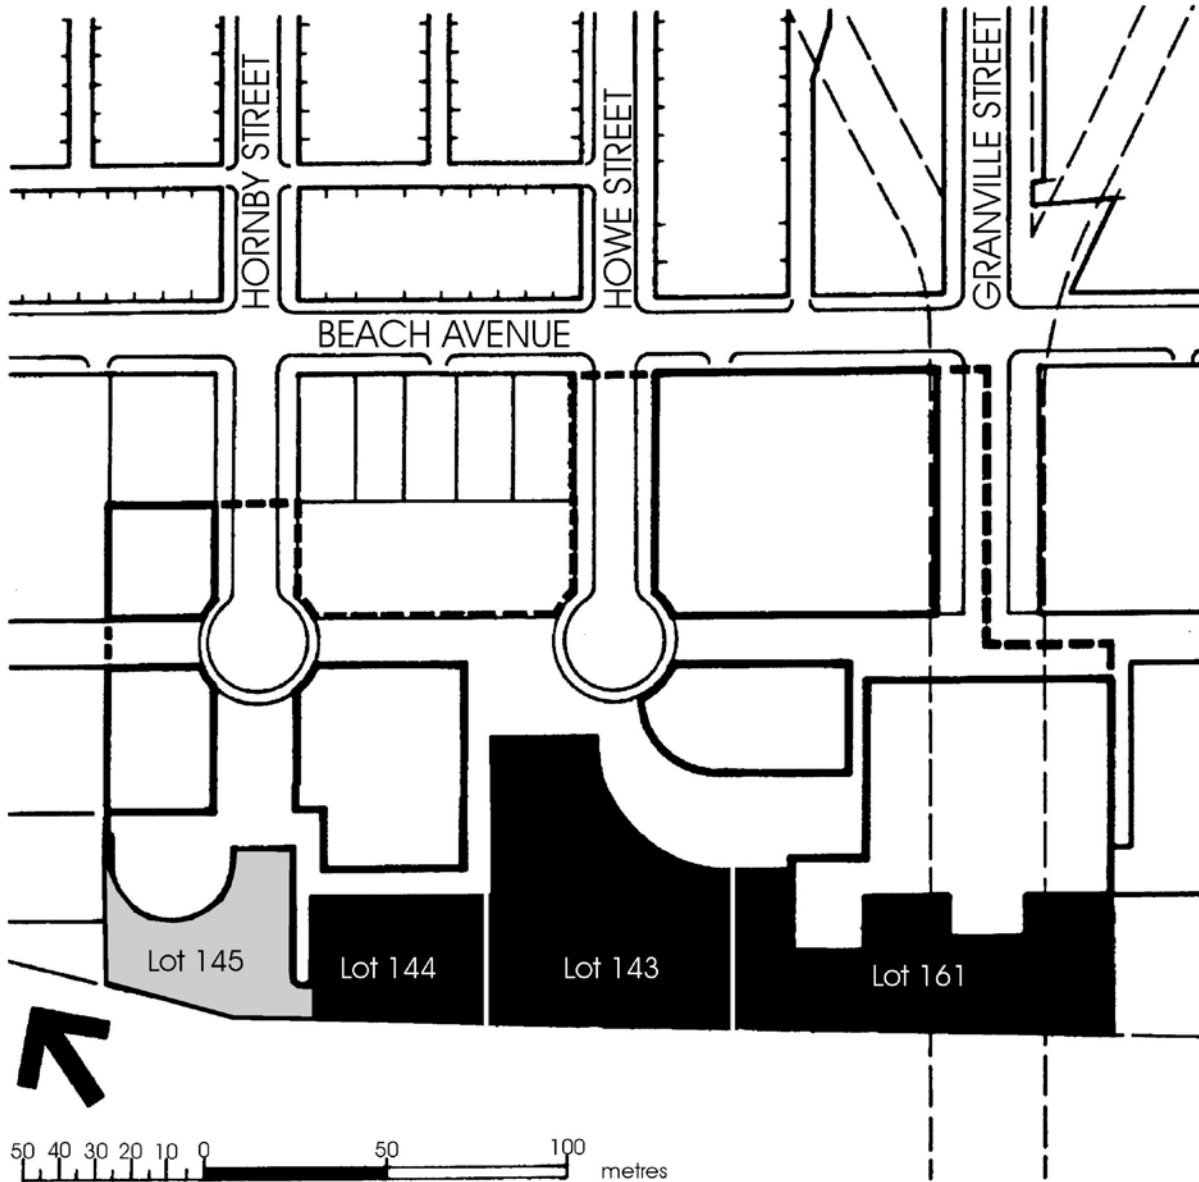 HORNBY STREET
HOWE STREET
GRANVILLE STREET
BEACH AVENUE
Lot 145
Lot 144
Lot 143
Lot 161
50 40 30 20 10 0 50 100
metres